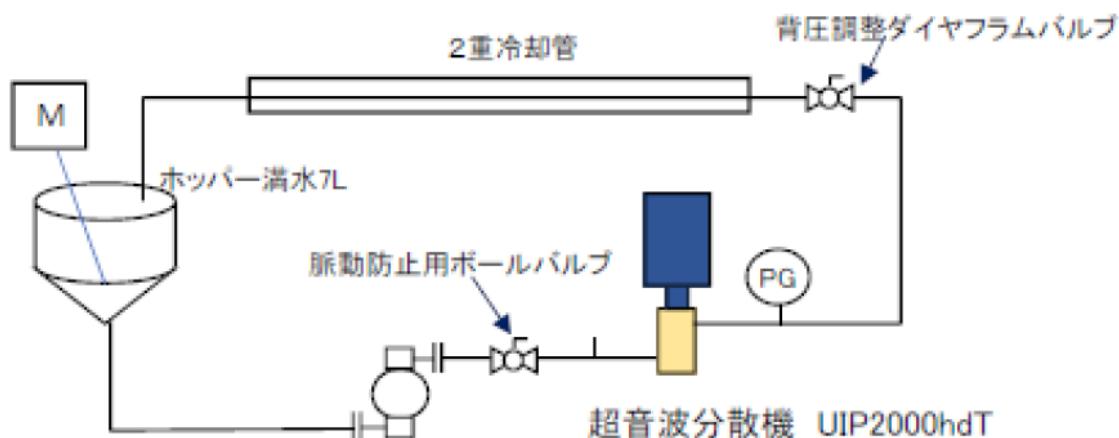 背圧調整ダイヤフラムバルブ
2重冷却管
M
ホッパー満水7L
脈動防止用ボールバルブ
PG
超音波分散機 UIP2000hdT